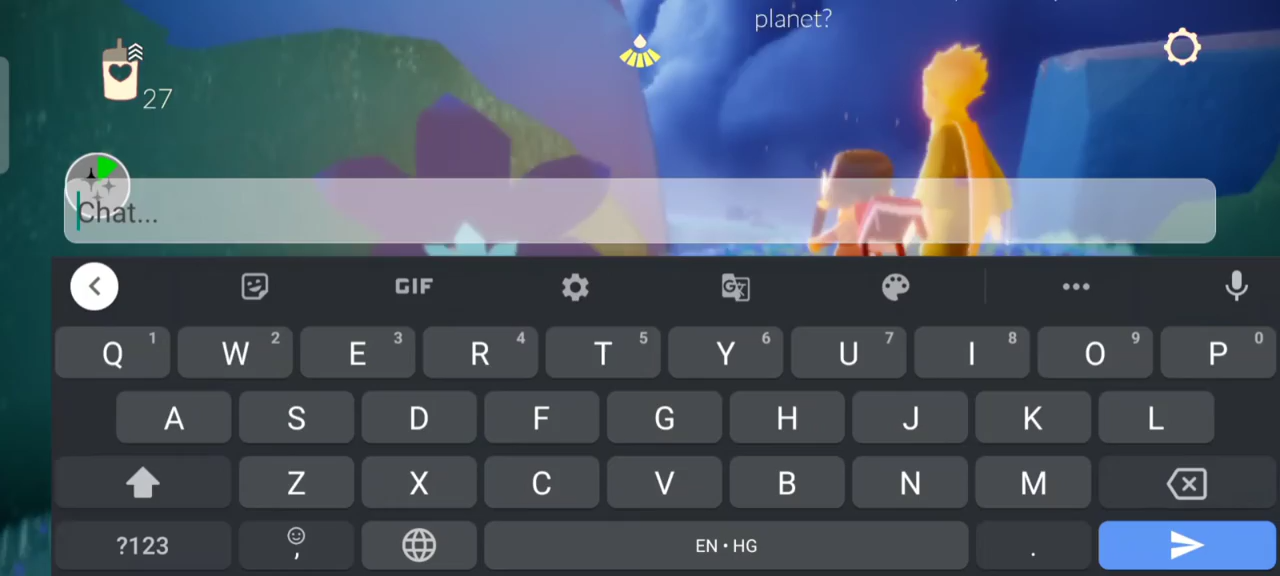 planet?
27
Chat...
GIF
Q 1 W 2 E 3 R 4 T 5 Y 6 U 7 I 8 O 9 P 0
A S D F G H J K L
Z X C V B N M
?123 , EN • HG .